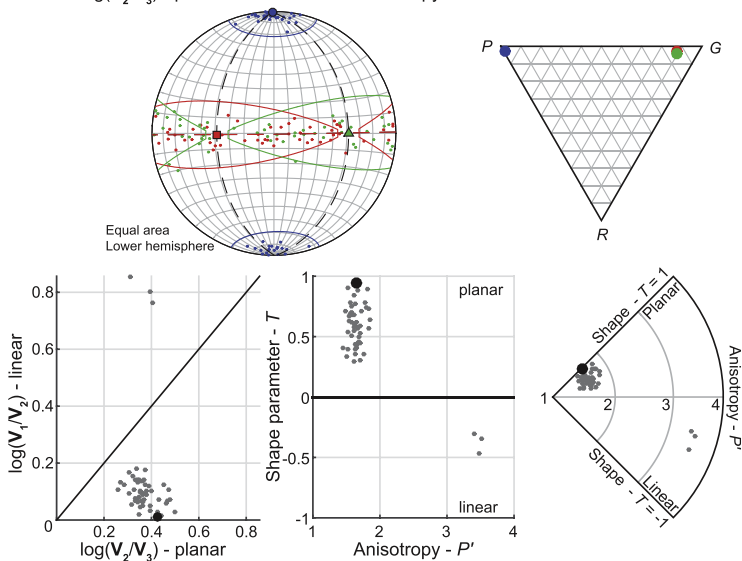 P
G
R
Equal area
Lower hemisphere
log(V1/V2) - linear
0.8
0.6
0.4
0.2
0
0.2
0.4
0.6
0.8
log(V2/V3) - planar
Shape parameter - T
1
0.5
0
-0.5
-1
planar
linear
1
2
3
4
Anisotropy - P'
Shape - T = 1
Planar
1
2
3
4
Linear
Shape - T = -1
Anisotropy - P'